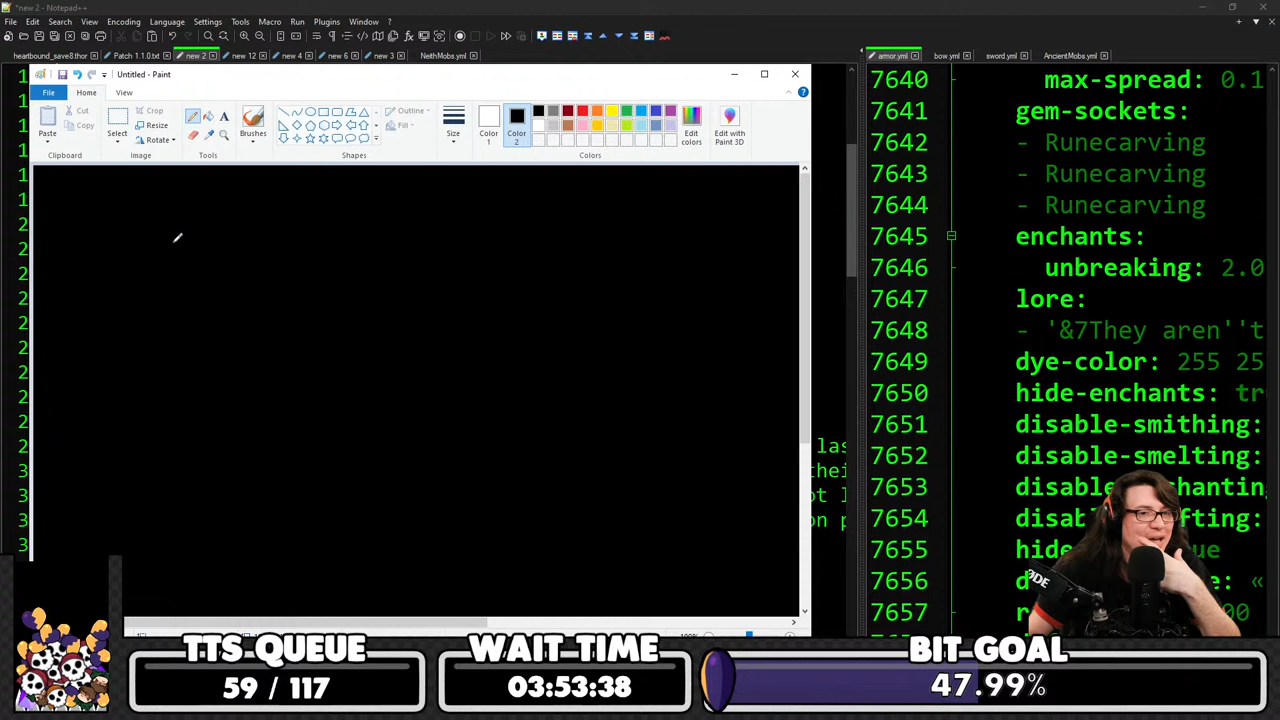 *new 2 - Notepad++
File Edit Search View Encoding Language Settings Tools Macro Run Plugins Window ?
heartbound_save8.thor Patch 1.1.0.txt new 2 new 12 new 4 new 6 new 3 NeithMobs.yml
armor.yml bow.yml sword.yml AncientMobs.yml
Untitled - Paint
File Home View
Paste Cut Copy
Clipboard
Select Crop Resize Rotate
Image
A
Tools
Brushes
Outline Fill
Shapes
Size
Color 1 Color 2
Edit colors
Colors
Edit with Paint 3D
7640 max-spread: 0.1
7641 gem-sockets:
7642 - Runecarving
7643 - Runecarving
7644 - Runecarving
7645 enchants:
7646 unbreaking: 2.0
7647 lore:
7648 - '&7They aren''t
7649 dye-color: 255 25
7650 hide-enchants: tr
7651 disable-smithing:
7652 disable-smelting:
7653
7654
7655
7656
7657
TTS QUEUE
59 / 117
WAIT TIME
03:53:38
BIT GOAL
47.99%